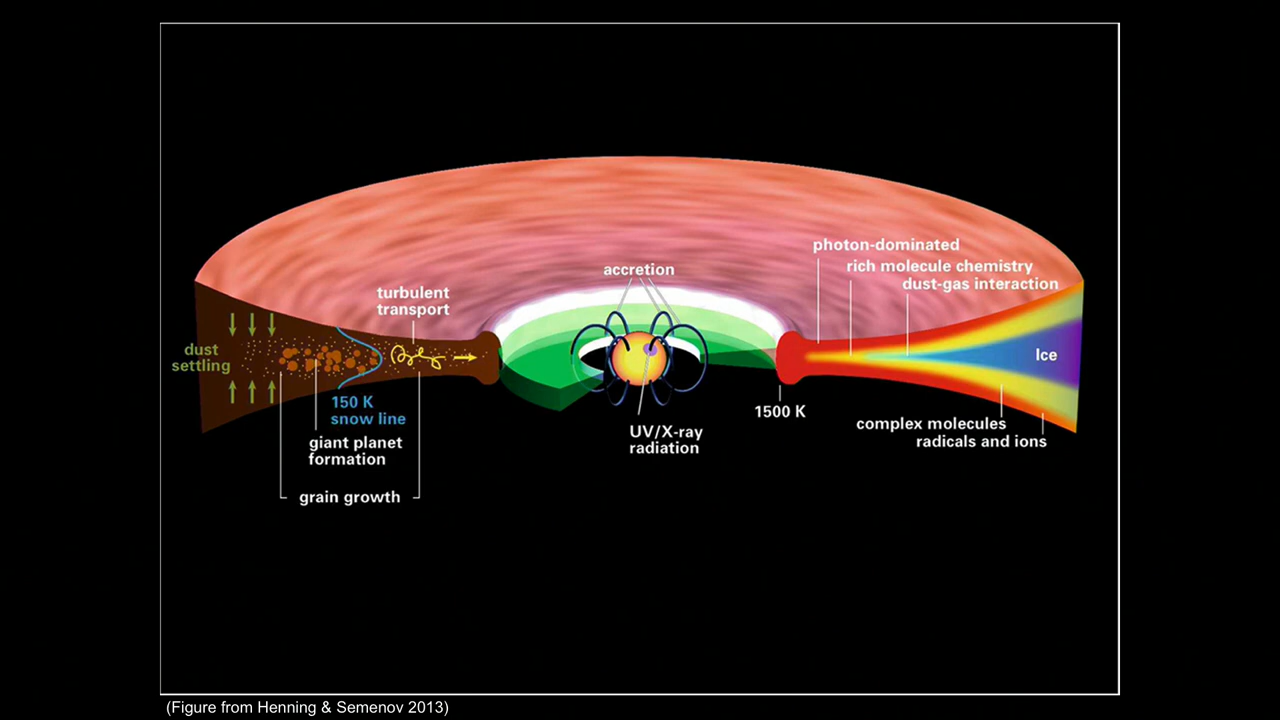 photon-dominated
rich molecule chemistry
dust-gas interaction
accretion
turbulent
transport
dust
settling
Ice
150 K
snow line
1500 K
complex molecules
radicals and ions
UV/X-ray
radiation
giant planet
formation
grain growth
(Figure from Henning & Semenov 2013)